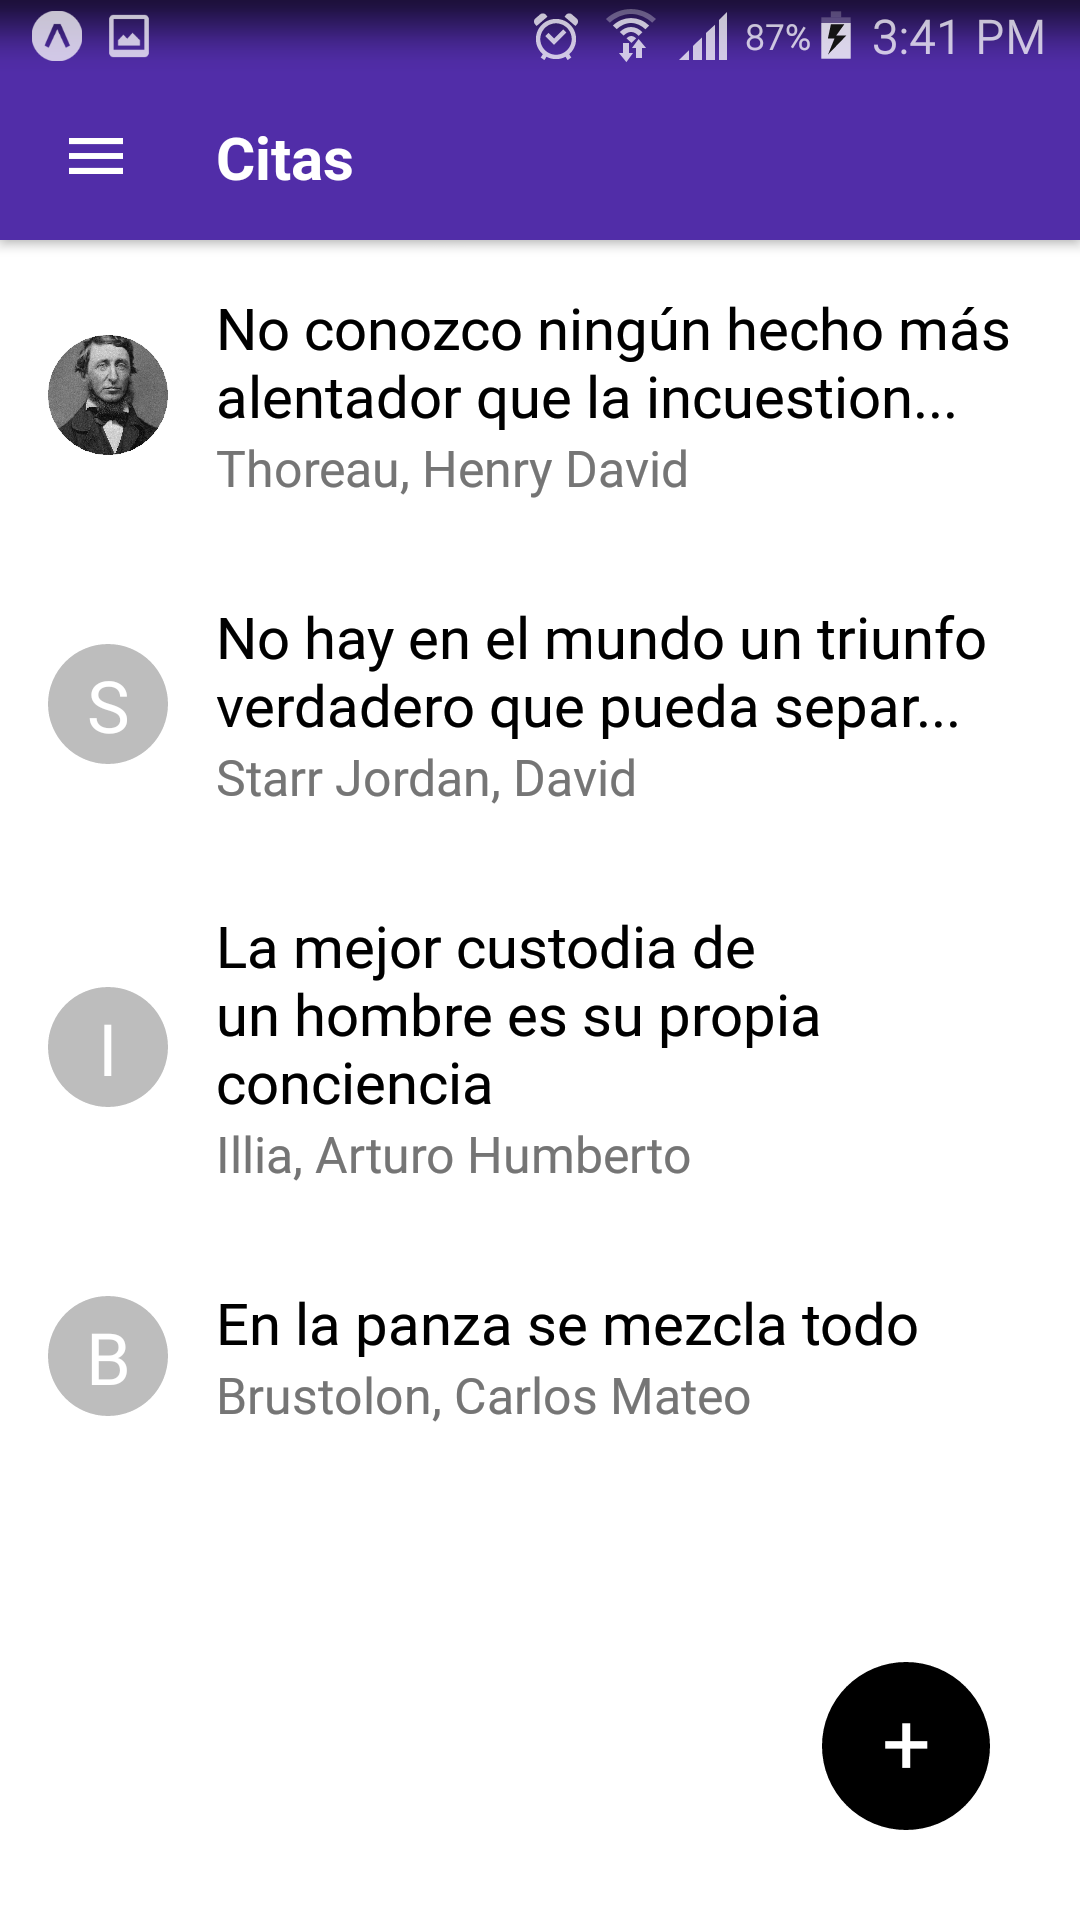 87% 3:41 PM
Citas
No conozco ningún hecho más
alentador que la incuestion...
Thoreau, Henry David
S
No hay en el mundo un triunfo
verdadero que pueda separ...
Starr Jordan, David
I
La mejor custodia de
un hombre es su propia
conciencia
Illia, Arturo Humberto
B
En la panza se mezcla todo
Brustolon, Carlos Mateo
+